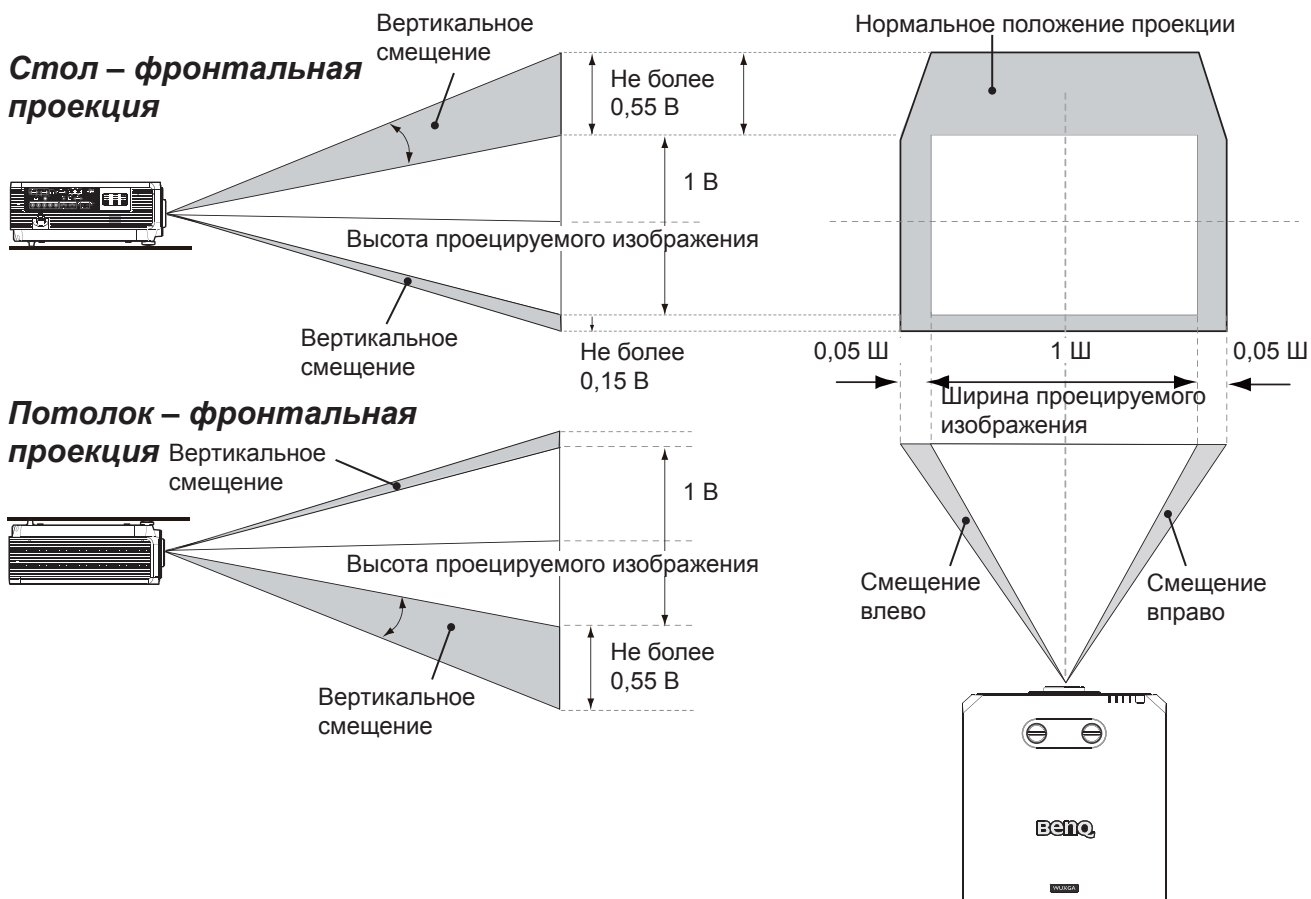 Вертикальное
смещение
Нормальное положение проекции
Стол – фронтальная
проекция
Не более
0,55 В
1 В
Высота проецируемого изображения
Вертикальное
смещение
Не более
0,15 В
0,05 Ш
1 Ш
0,05 Ш
Ширина проецируемого
изображения
Потолок – фронтальная
проекция
Вертикальное
смещение
1 В
Высота проецируемого изображения
Смещение
влево
Смещение
вправо
Не более
0,55 В
Вертикальное
смещение
BenQ
WUXGA